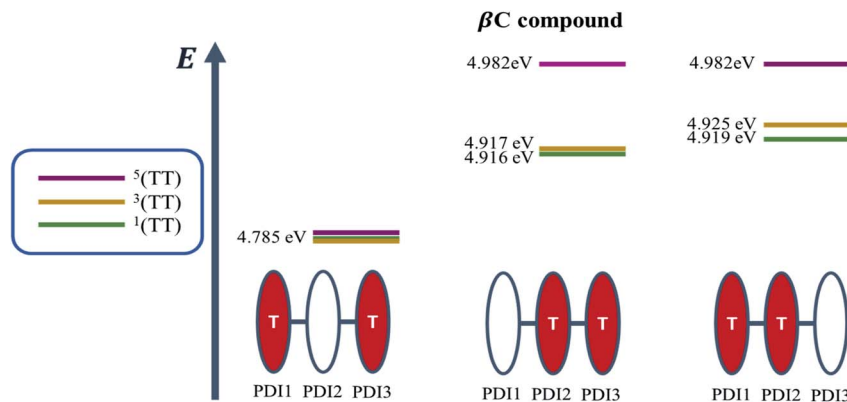 βC compound
E
4.982eV
4.982eV
4.925 eV
4.917 eV
4.919 eV
4.916 eV
⁵(TT)
³(TT)
¹(TT)
4.785 eV
T T
T T
T T
PDI1 PDI2 PDI3
PDI1 PDI2 PDI3
PDI1 PDI2 PDI3